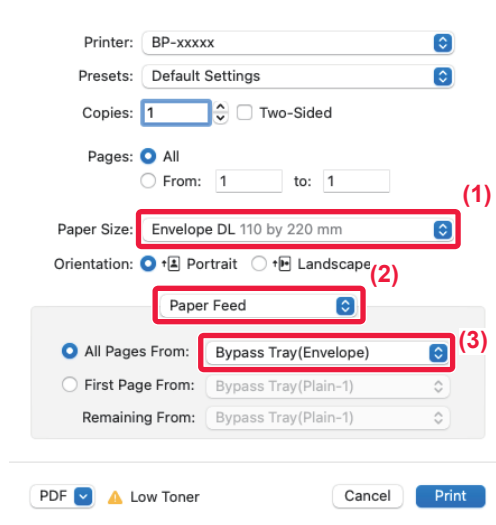 Printer: BP-xxxxx
Presets: Default Settings
Copies: 1 Two-Sided
Pages: All
From: 1 to: 1
(1)
Paper Size: Envelope DL 110 by 220 mm
Orientation: Portrait Landscape
(2)
Paper Feed
(3)
All Pages From: Bypass Tray(Envelope)
First Page From: Bypass Tray(Plain-1)
Remaining From: Bypass Tray(Plain-1)
PDF Low Toner Cancel Print